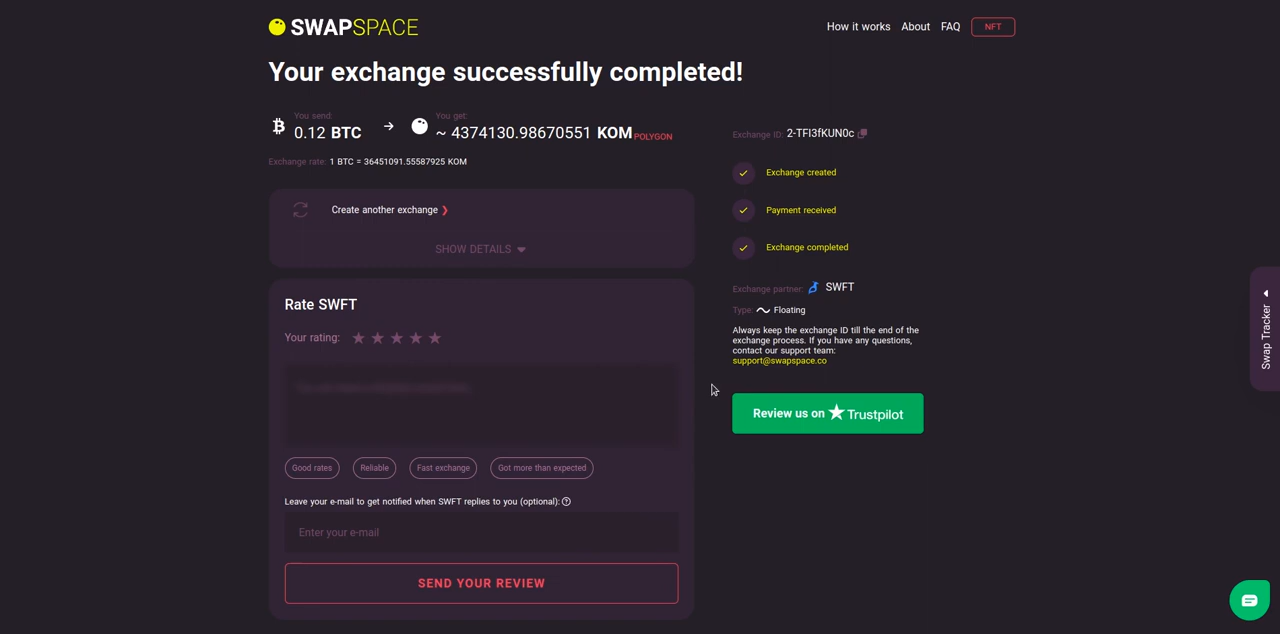 SWAPSPACE
How it works About FAQ NFT
Your exchange successfully completed!
You send:
0.12 BTC
You get:
~ 4374130.98670551 KOM POLYGON
Exchange rate: 1 BTC = 36451091.55587925 KOM
Create another exchange ❯
SHOW DETAILS
Rate SWFT
Your rating:
Good rates Reliable Fast exchange Got more than expected
Leave your e-mail to get notified when SWFT replies to you (optional):
Enter your e-mail
SEND YOUR REVIEW
Exchange ID: 2-TFI3fKUN0c
Exchange created
Payment received
Exchange completed
Exchange partner: SWFT
Type: Floating
Always keep the exchange ID till the end of the
exchange process. If you have any questions,
contact our support team:
support@swapspace.co
Review us on Trustpilot
Swap Tracker